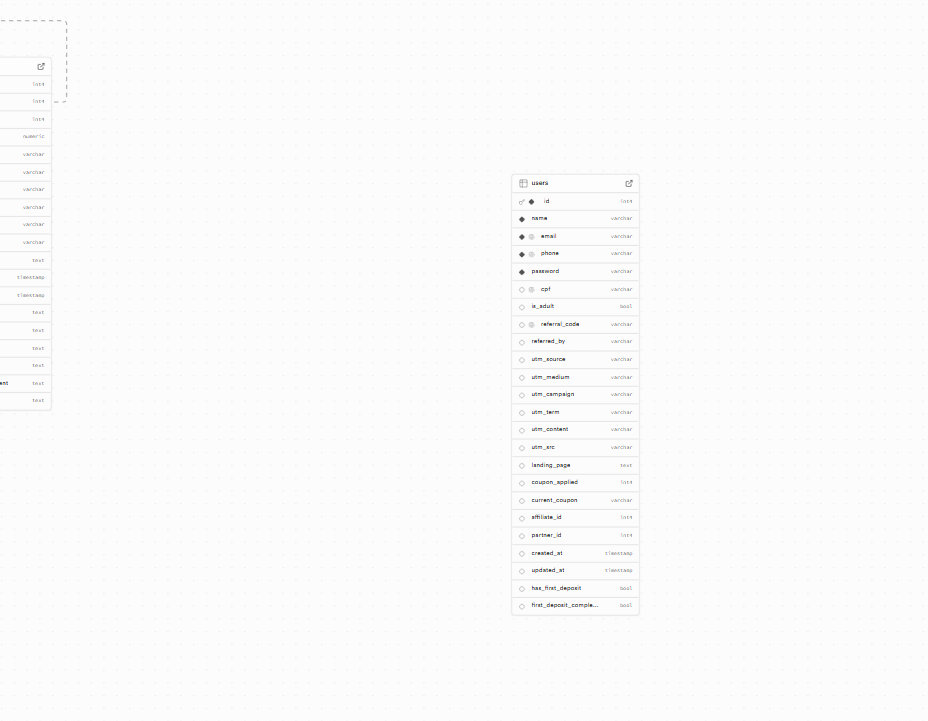 int4
int4
int4
numeric
varchar
varchar
varchar
varchar
varchar
varchar
text
timestamp
timestamp
text
text
text
text
ent text
text
users
id int4
name varchar
email varchar
phone varchar
password varchar
cpf varchar
is_adult bool
referral_code varchar
referred_by varchar
utm_source varchar
utm_medium varchar
utm_campaign varchar
utm_term varchar
utm_content varchar
utm_src varchar
landing_page text
coupon_applied int4
current_coupon varchar
affiliate_id int4
partner_id int4
created_at timestamp
updated_at timestamp
has_first_deposit bool
first_deposit_comple... bool